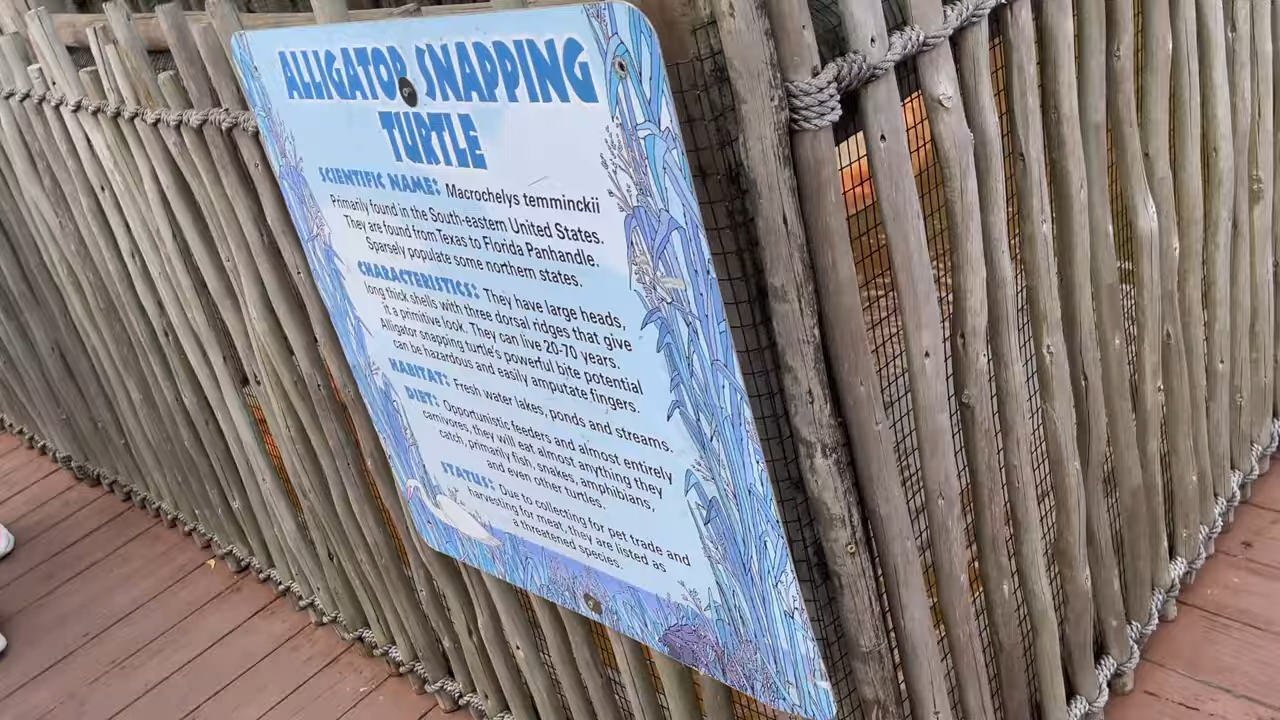 ALLIGATOR SNAPPING
TURTLE
SCIENTIFIC NAME: Macrochelys temminckii
Primarily found in the South-eastern United States.
They are found from Texas to Florida Panhandle.
Sparsely populate some northern states.
CHARACTERISTICS: They have large heads,
long thick shells with three dorsal ridges that give
it a primitive look. They can live 20-70 years.
Alligator snapping turtle's powerful bite potential
can be hazardous and easily amputate fingers.
HABITAT: Fresh water lakes, ponds and streams.
DIET: Opportunistic feeders and almost entirely
carnivores, they will eat almost anything they
catch, primarily fish, snakes, amphibians,
and even other turtles.
STATUS: Due to collecting for pet trade and
harvesting for meat, they are listed as
a threatened species.